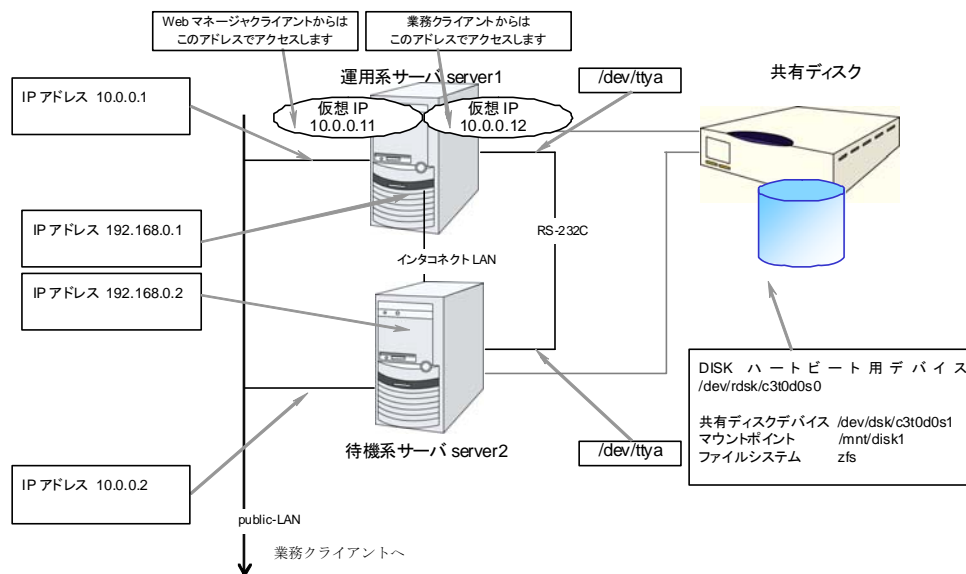 Web マネージャクライアントからは
このアドレスでアクセスします
業務クライアントからは
このアドレスでアクセスします
運用系サーバ server1
/dev/ttya
共有ディスク
IP アドレス 10.0.0.1
仮想 IP
10.0.0.11
仮想 IP
10.0.0.12
IP アドレス 192.168.0.1
RS-232C
インタコネクト LAN
IP アドレス 192.168.0.2
DISK ハートビート用デバイス
/dev/rdsk/c3t0d0s0
共有ディスクデバイス /dev/dsk/c3t0d0s1
マウントポイント /mnt/disk1
ファイルシステム zfs
待機系サーバ server2
/dev/ttya
IP アドレス 10.0.0.2
public-LAN
業務クライアントへ